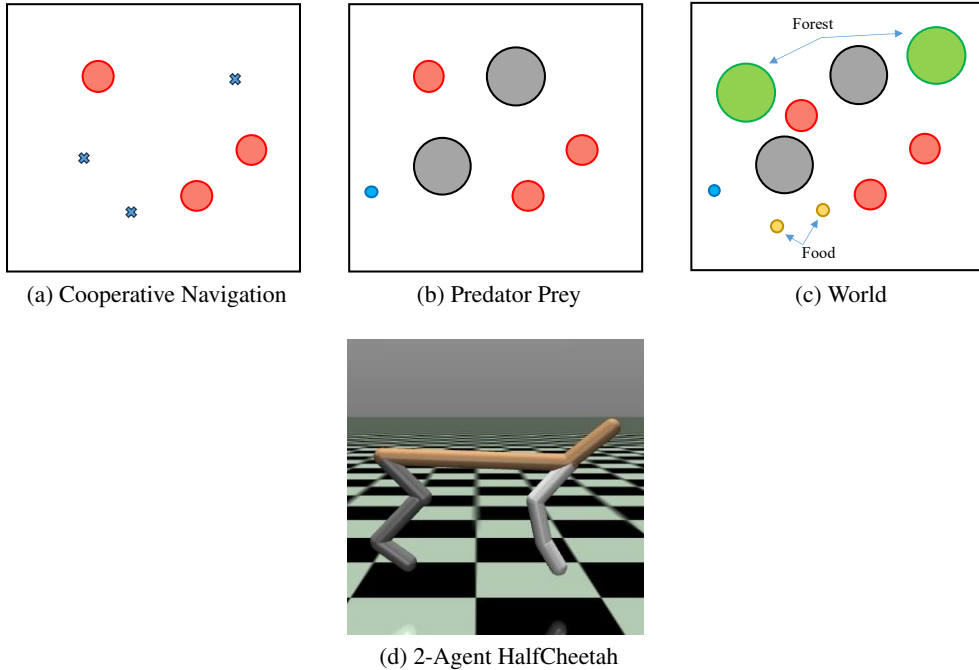 Forest
Food
(a) Cooperative Navigation
(b) Predator Prey
(c) World
(d) 2-Agent HalfCheetah